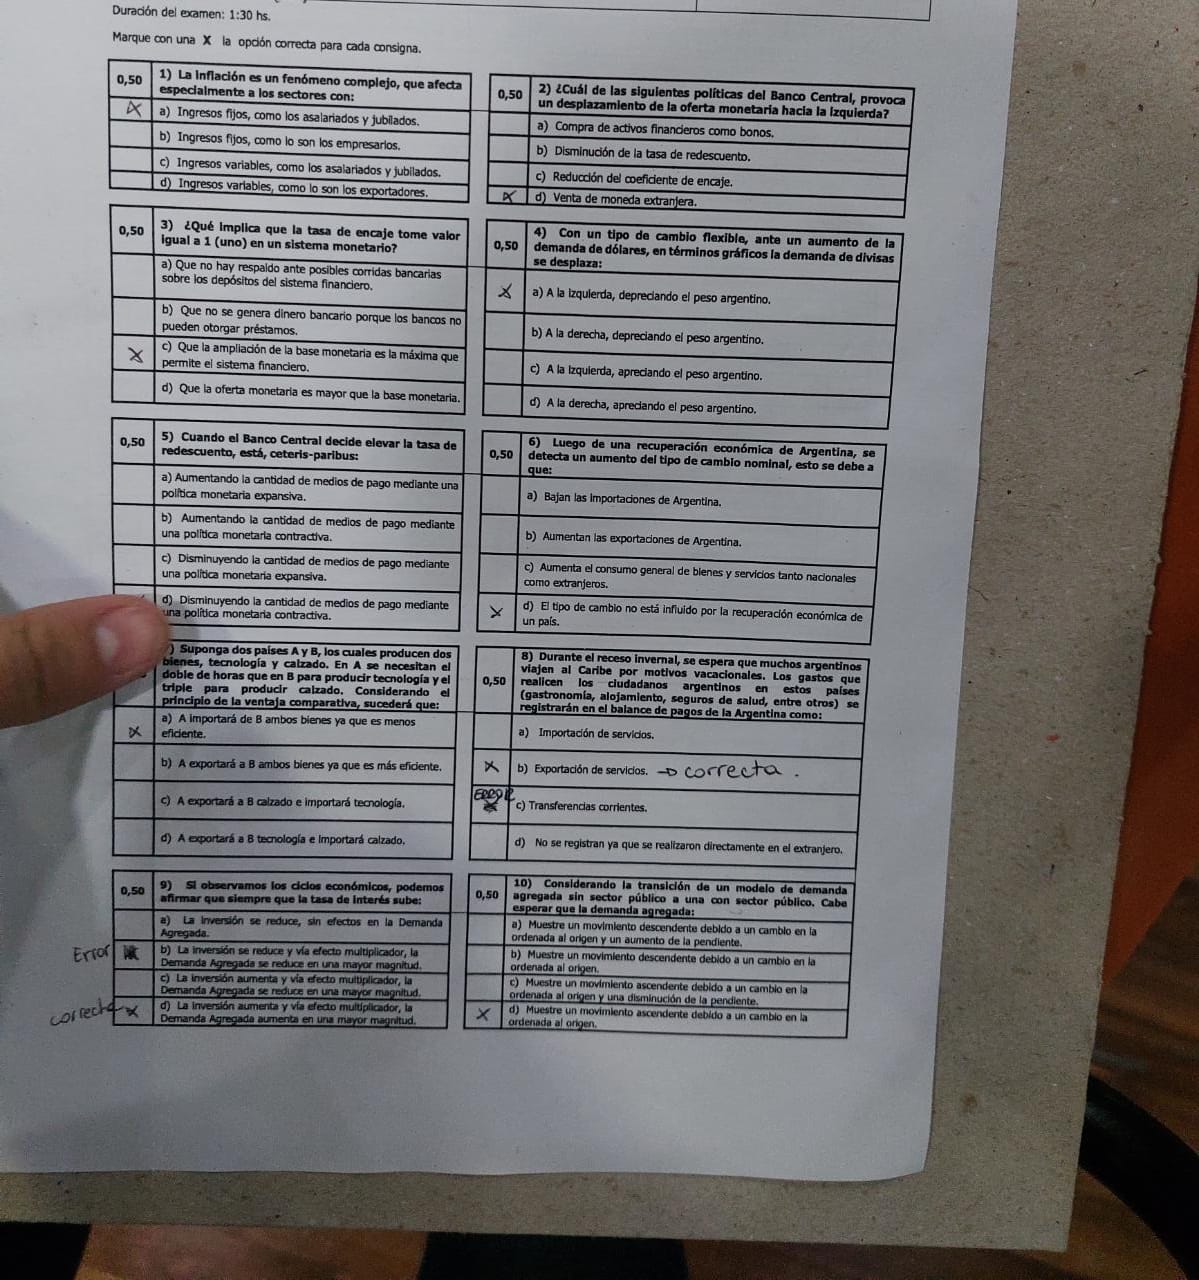 Duración del examen: 1:30 hs.
Marque con una X la opción correcta para cada consigna.
0,50 1) La Inflación es un fenómeno complejo, que afecta
especialmente a los sectores con:
X a) Ingresos fijos, como los asalariados y jubilados.
b) Ingresos fijos, como lo son los empresarios.
c) Ingresos variables, como los asalariados y jubilados.
d) Ingresos variables, como lo son los exportadores.
0,50 2) ¿Cuál de las siguientes políticas del Banco Central, provoca
un desplazamiento de la oferta monetaria hacia la izquierda?
a) Compra de activos financieros como bonos.
b) Disminución de la tasa de redescuento.
c) Reducción del coeficiente de encaje.
X d) Venta de moneda extranjera.
0,50 3) ¿Qué implica que la tasa de encaje tome valor
igual a 1 (uno) en un sistema monetario?
a) Que no hay respaldo ante posibles corridas bancarias
sobre los depósitos del sistema financiero.
b) Que no se genera dinero bancario porque los bancos no
pueden otorgar préstamos.
X c) Que la ampliación de la base monetaria es la máxima que
permite el sistema financiero.
d) Que la oferta monetaria es mayor que la base monetaria.
0,50 4) Con un tipo de cambio flexible, ante un aumento de la
demanda de dólares, en términos gráficos la demanda de divisas
se desplaza:
X a) A la izquierda, depreciando el peso argentino.
b) A la derecha, depreciando el peso argentino.
c) A la izquierda, apreciando el peso argentino.
d) A la derecha, apreciando el peso argentino.
0,50 5) Cuando el Banco Central decide elevar la tasa de
redescuento, está, ceteris-paribus:
a) Aumentando la cantidad de medios de pago mediante una
política monetaria expansiva.
b) Aumentando la cantidad de medios de pago mediante
una política monetaria contractiva.
c) Disminuyendo la cantidad de medios de pago mediante
una política monetaria expansiva.
d) Disminuyendo la cantidad de medios de pago mediante
una política monetaria contractiva.
0,50 6) Luego de una recuperación económica de Argentina, se
detecta un aumento del tipo de cambio nominal, esto se debe a
que:
a) Bajan las importaciones de Argentina.
b) Aumentan las exportaciones de Argentina.
c) Aumenta el consumo general de bienes y servicios tanto nacionales
como extranjeros.
X d) El tipo de cambio no está influido por la recuperación económica de
un país.
) Suponga dos países A y B, los cuales producen dos
bienes, tecnología y calzado. En A se necesitan el
doble de horas que en B para producir tecnología y el
triple para producir calzado. Considerando el
principio de la ventaja comparativa, sucederá que:
X a) A importará de B ambos bienes ya que es menos
eficiente.
b) A exportará a B ambos bienes ya que es más eficiente.
c) A exportará a B calzado e importará tecnología.
d) A exportará a B tecnología e importará calzado.
0,50 8) Durante el receso invernal, se espera que muchos argentinos
viajen al Caribe por motivos vacacionales. Los gastos que
realicen los ciudadanos argentinos en estos países
(gastronomía, alojamiento, seguros de salud, entre otros) se
registrarán en el balance de pagos de la Argentina como:
a) Importación de servicios.
X b) Exportación de servicios. → correcta.
ERROR c) Transferencias corrientes.
d) No se registran ya que se realizaron directamente en el extranjero.
0,50 9) Si observamos los ciclos económicos, podemos
afirmar que siempre que la tasa de interés sube:
a) La inversión se reduce, sin efectos en la Demanda
Agregada.
Error b) La inversión se reduce y vía efecto multiplicador, la
Demanda Agregada se reduce en una mayor magnitud.
c) La inversión aumenta y vía efecto multiplicador, la
Demanda Agregada se reduce en una mayor magnitud.
correcta X d) La inversión aumenta y vía efecto multiplicador, la
Demanda Agregada aumenta en una mayor magnitud.
0,50 10) Considerando la transición de un modelo de demanda
agregada sin sector público a una con sector público. Cabe
esperar que la demanda agregada:
a) Muestre un movimiento descendente debido a un cambio en la
ordenada al origen y un aumento de la pendiente.
b) Muestre un movimiento descendente debido a un cambio en la
ordenada al origen.
c) Muestre un movimiento ascendente debido a un cambio en la
ordenada al origen y una disminución de la pendiente.
X d) Muestre un movimiento ascendente debido a un cambio en la
ordenada al origen.